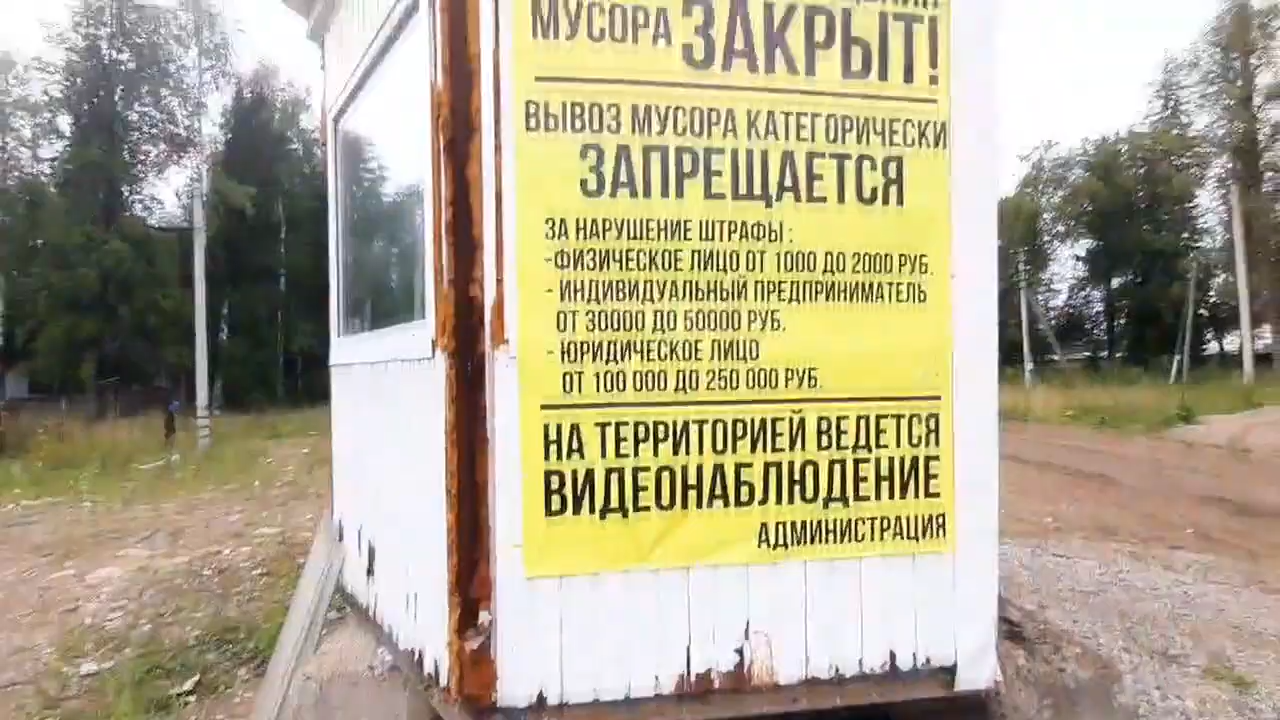 МУСОРА ЗАКРЫТ!
ВЫВОЗ МУСОРА КАТЕГОРИЧЕСКИ
ЗАПРЕЩАЕТСЯ
ЗА НАРУШЕНИЕ ШТРАФЫ:
-ФИЗИЧЕСКОЕ ЛИЦО ОТ 1000 ДО 2000 РУБ.
- ИНДИВИДУАЛЬНЫЙ ПРЕДПРИНИМАТЕЛЬ
ОТ 30000 ДО 50000 РУБ.
- ЮРИДИЧЕСКОЕ ЛИЦО
ОТ 100 000 ДО 250 000 РУБ.
НА ТЕРРИТОРИЕЙ ВЕДЕТСЯ
ВИДЕОНАБЛЮДЕНИЕ
АДМИНИСТРАЦИЯ